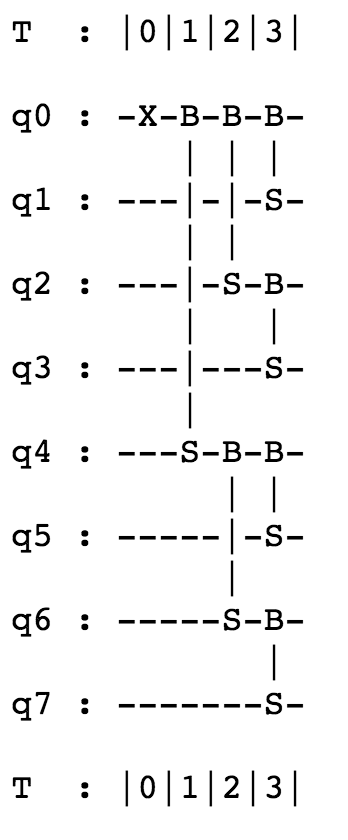 T  : |0|1|2|3|
q0 : -X-B-B-B-
        | | |
q1 : ---|-|-S-
        | |
q2 : ---|-S-B-
        |   |
q3 : ---|---S-
        |
q4 : ---S-B-B-
          | |
q5 : -----|-S-
          |
q6 : -----S-B-
            |
q7 : -------S-
T  : |0|1|2|3|